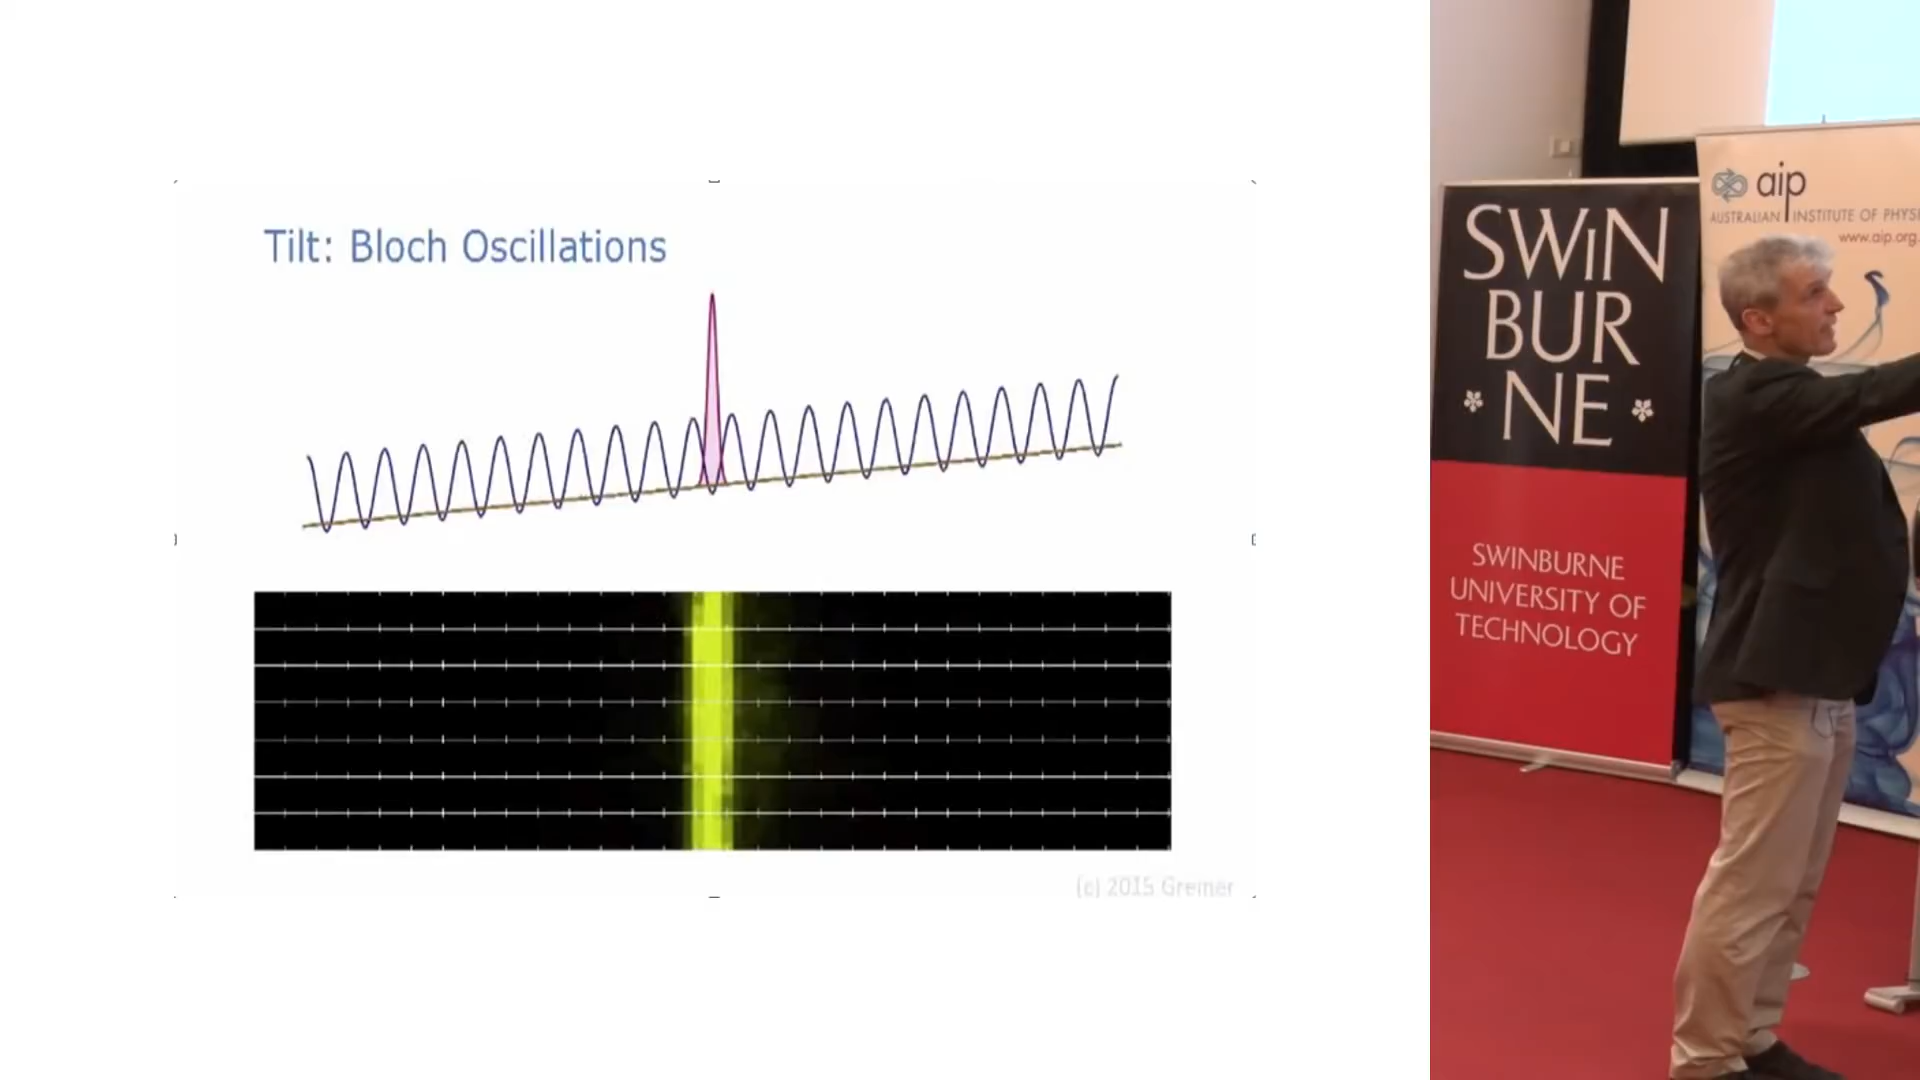 Tilt: Bloch Oscillations
(c) 2015 Greiner
SWiN
BUR
NE
SWINBURNE
UNIVERSITY OF
TECHNOLOGY
aip
AUSTRALIAN INSTITUTE OF PHYSI
www.aip.org.